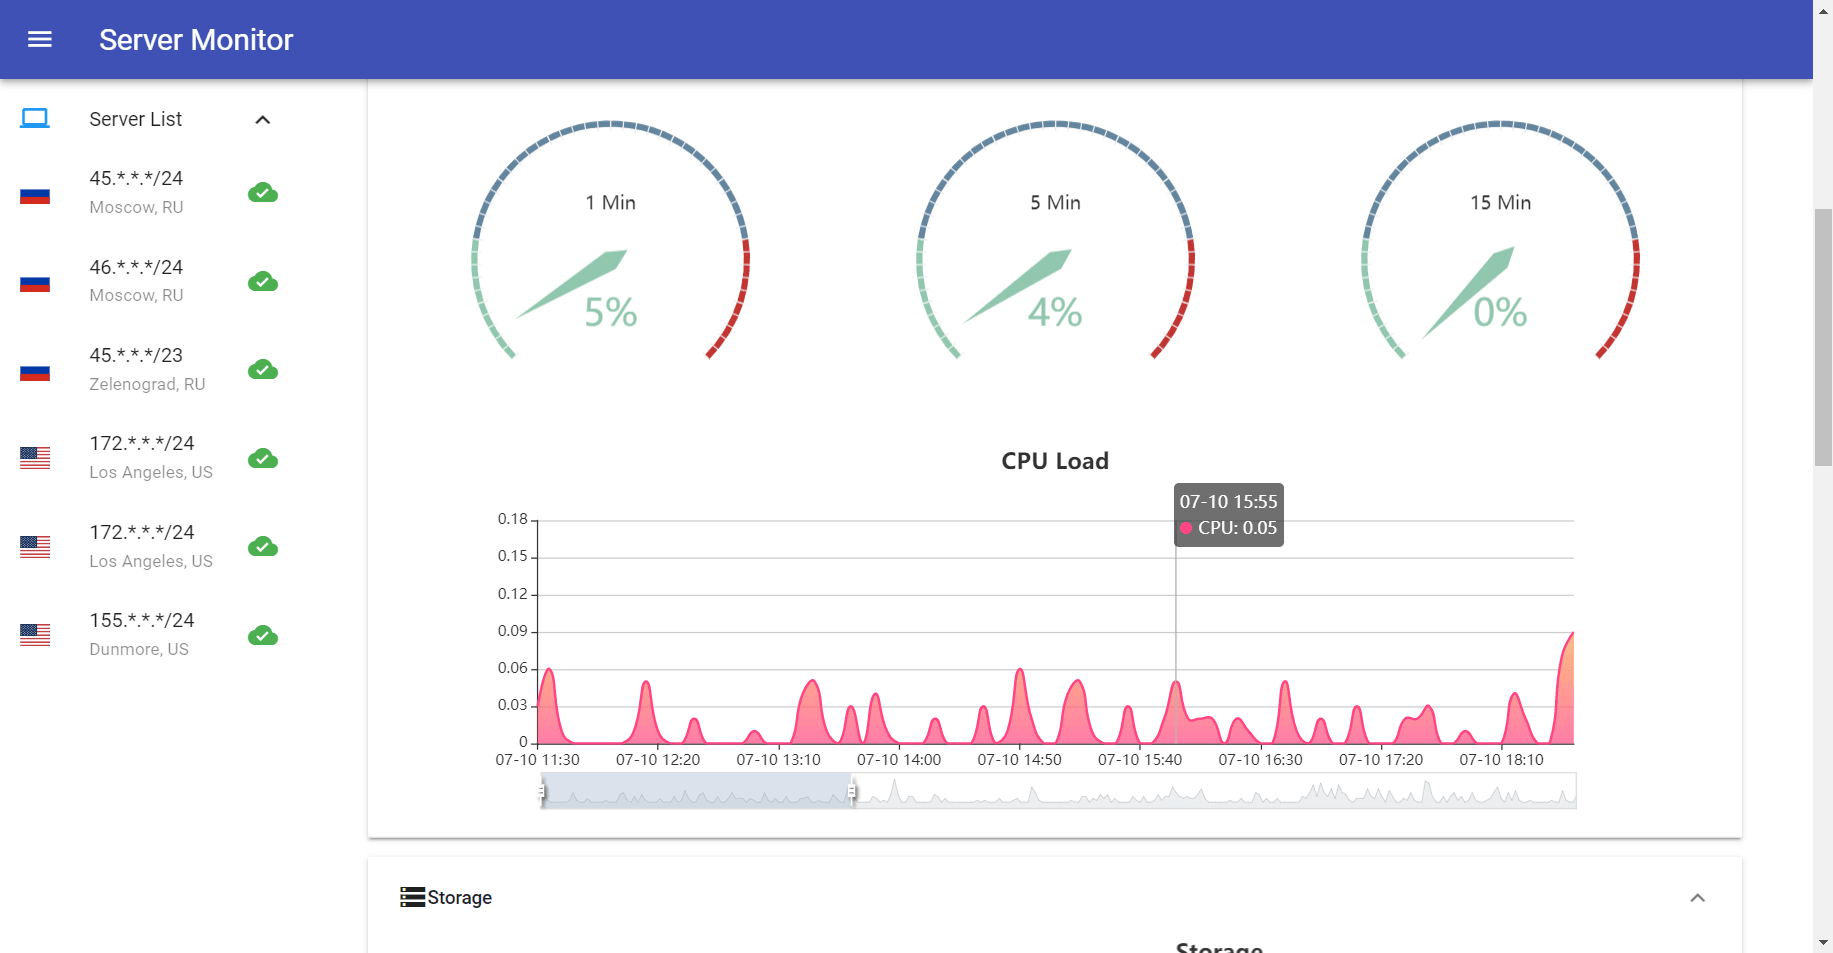 Server Monitor
Server List
45.*.*.*/24
Moscow, RU
46.*.*.*/24
Moscow, RU
45.*.*.*/23
Zelenograd, RU
172.*.*.*/24
Los Angeles, US
172.*.*.*/24
Los Angeles, US
155.*.*.*/24
Dunmore, US
1 Min
5%
5 Min
4%
15 Min
0%
CPU Load
07-10 15:55
CPU: 0.05
0.18
0.15
0.12
0.09
0.06
0.03
0
07-10 11:30 07-10 12:20 07-10 13:10 07-10 14:00 07-10 14:50 07-10 15:40 07-10 16:30 07-10 17:20 07-10 18:10
Storage
Storage